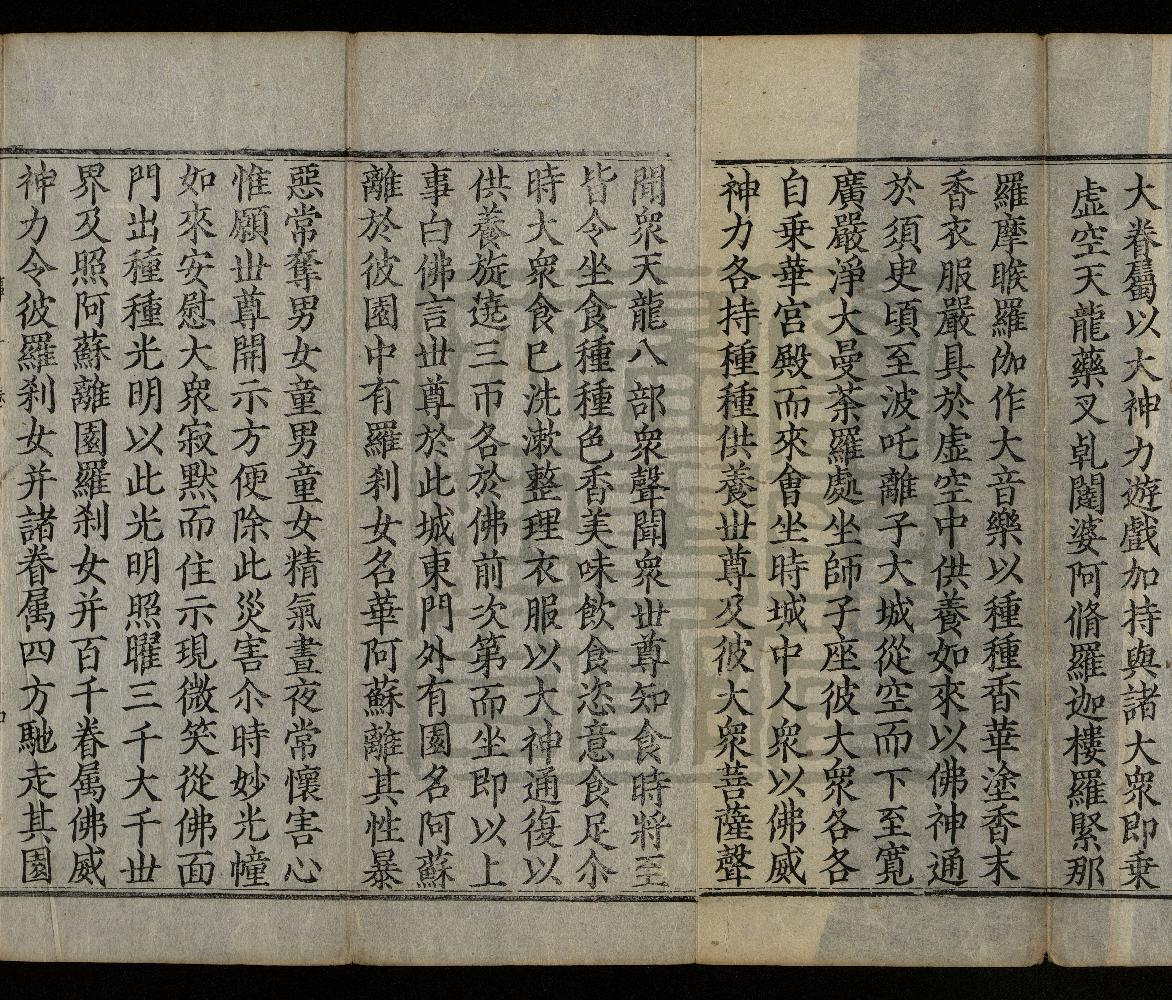 大眷屬以大神力遊戲加持與諸大衆即乗
虛空天龍藥叉乹闥婆阿脩羅迦樓羅緊那
羅摩睺羅伽作大音樂以種種香華塗香末
香衣服嚴具於虛空中供養如來以佛神通
於須臾頃至波吒離子大城從空而下至寛
廣嚴淨大曼荼羅處坐師子座彼大衆各各
自乗華宮殿而來會坐時城中人衆以佛威
神力各持種種供養丗尊及彼大衆菩薩聲
聞衆天龍八部衆聲聞衆丗尊知食時將至
皆令坐食種種色香美味飲食恣意食足尒
時大衆食已洗漱整理衣服以大神通復以
供養旋遶三帀各於佛前次第而坐即以上
事白佛言丗尊於此城東門外有園名阿蘇
離於彼園中有羅刹女名華阿蘇離其性暴
惡常奪男女童男童女精氣晝夜常懷害心
惟願丗尊開示方便除此災害尒時妙光幢
如來安慰大衆寂默而住示現微笑從佛面
門出種種光明以此光明照曜三千大千丗
界及照阿蘇離園羅刹女并百千眷属佛威
神力令彼羅刹女并諸眷属四方馳走其園